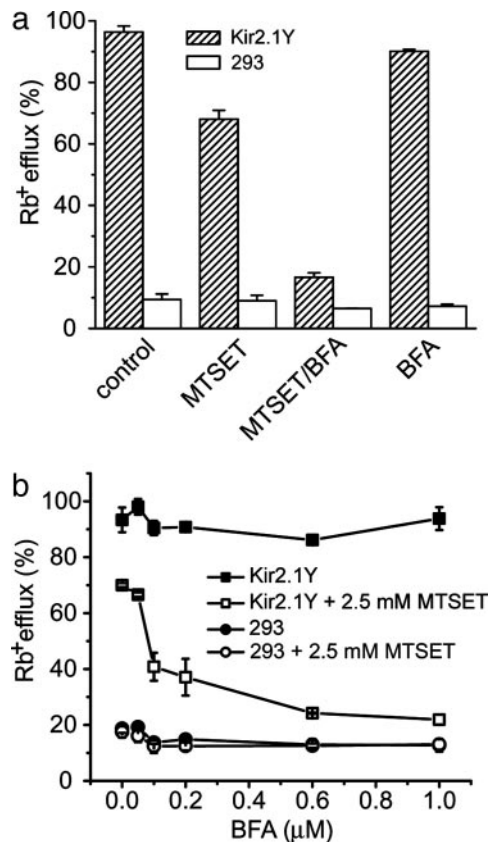 a
Rb+ efflux (%)
100
80
60
40
20
0
Kir2.1Y
293
control
MTSET
MTSET/BFA
BFA
b
Rb+efflux (%)
100
80
60
40
20
0
Kir2.1Y
Kir2.1Y + 2.5 mM MTSET
293
293 + 2.5 mM MTSET
0.0 0.2 0.4 0.6 0.8 1.0
BFA (μM)